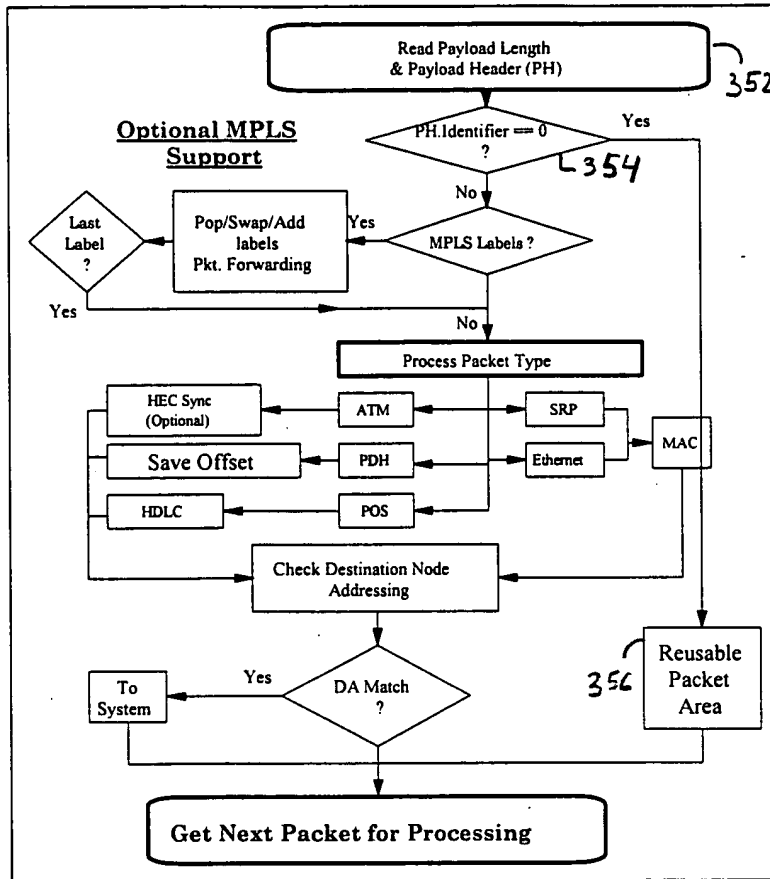 Read Payload Length
& Payload Header (PH)
352
Optional MPLS
Support
PH.Identifier == 0
?
Yes
354
No
Last
Label
?
Pop/Swap/Add
labels
Pkt. Forwarding
Yes
MPLS Labels ?
Yes
No
Process Packet Type
HEC Sync
(Optional)
ATM
SRP
MAC
Save Offset
PDH
Ethernet
HDLC
POS
Check Destination Node
Addressing
356
Reusable
Packet
Area
To
System
Yes
DA Match
?
Get Next Packet for Processing